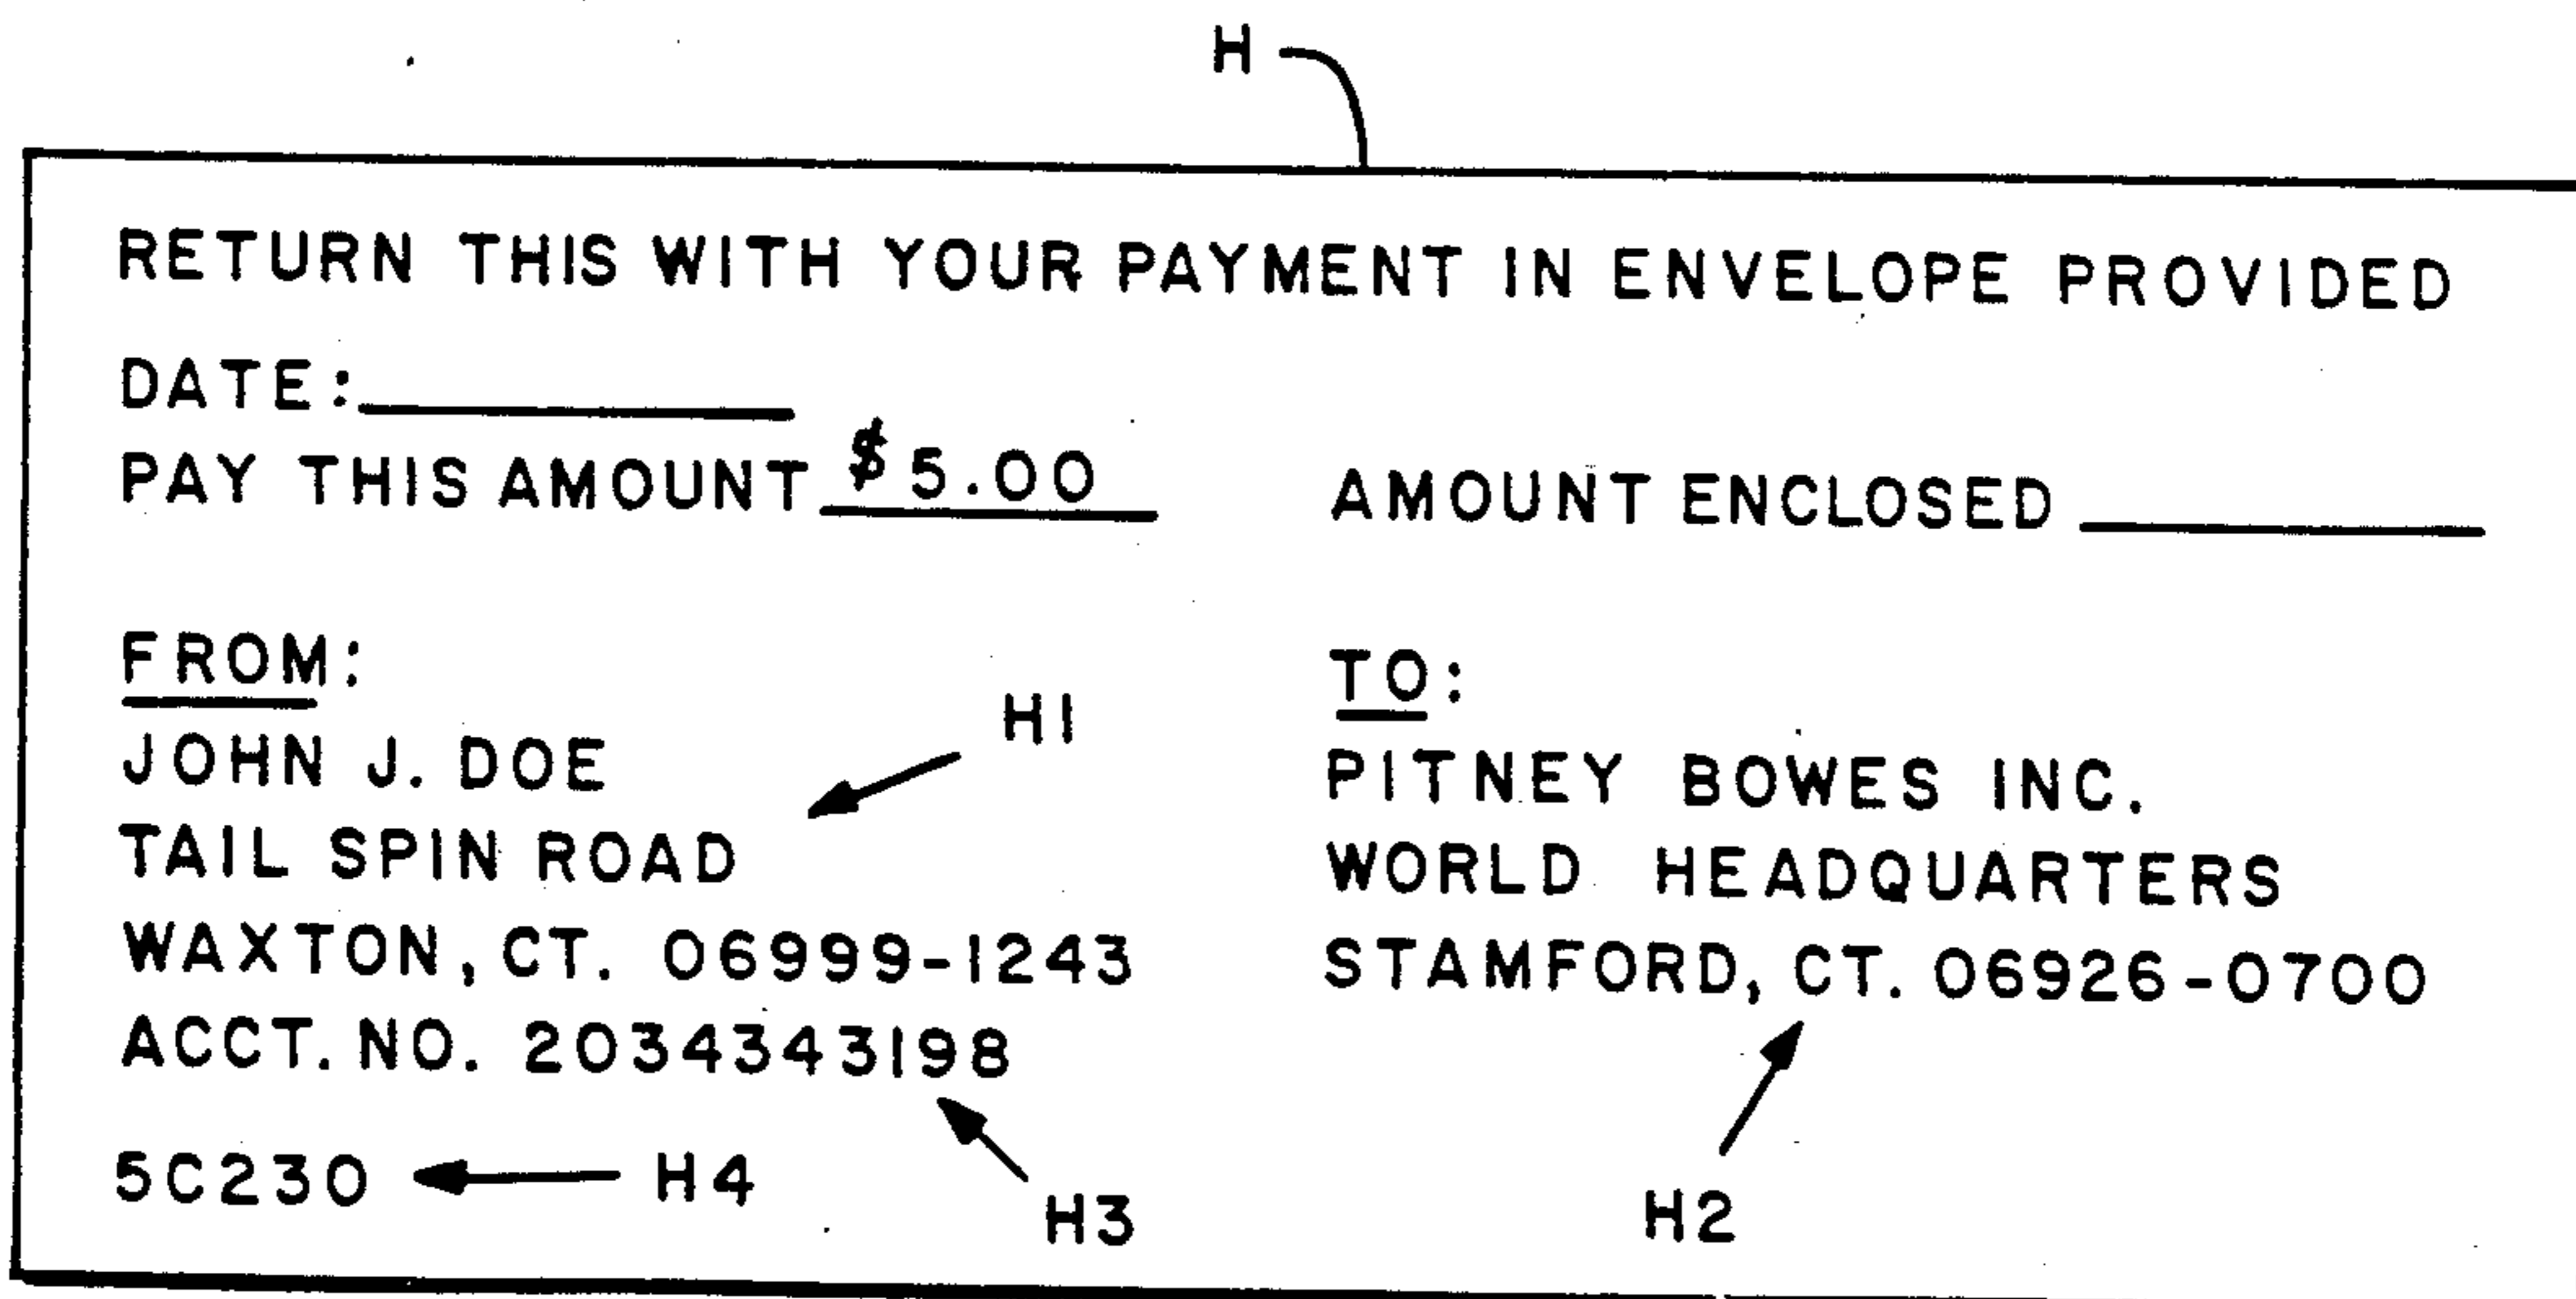 H
RETURN THIS WITH YOUR PAYMENT IN ENVELOPE PROVIDED
DATE:
PAY THIS AMOUNT $5.00 AMOUNT ENCLOSED
FROM:
H1
JOHN J. DOE
TAIL SPIN ROAD
WAXTON, CT. 06999-1243
ACCT. NO. 2034343198
5C230 H4
H3
TO:
PITNEY BOWES INC.
WORLD HEADQUARTERS
STAMFORD, CT. 06926-0700
H2